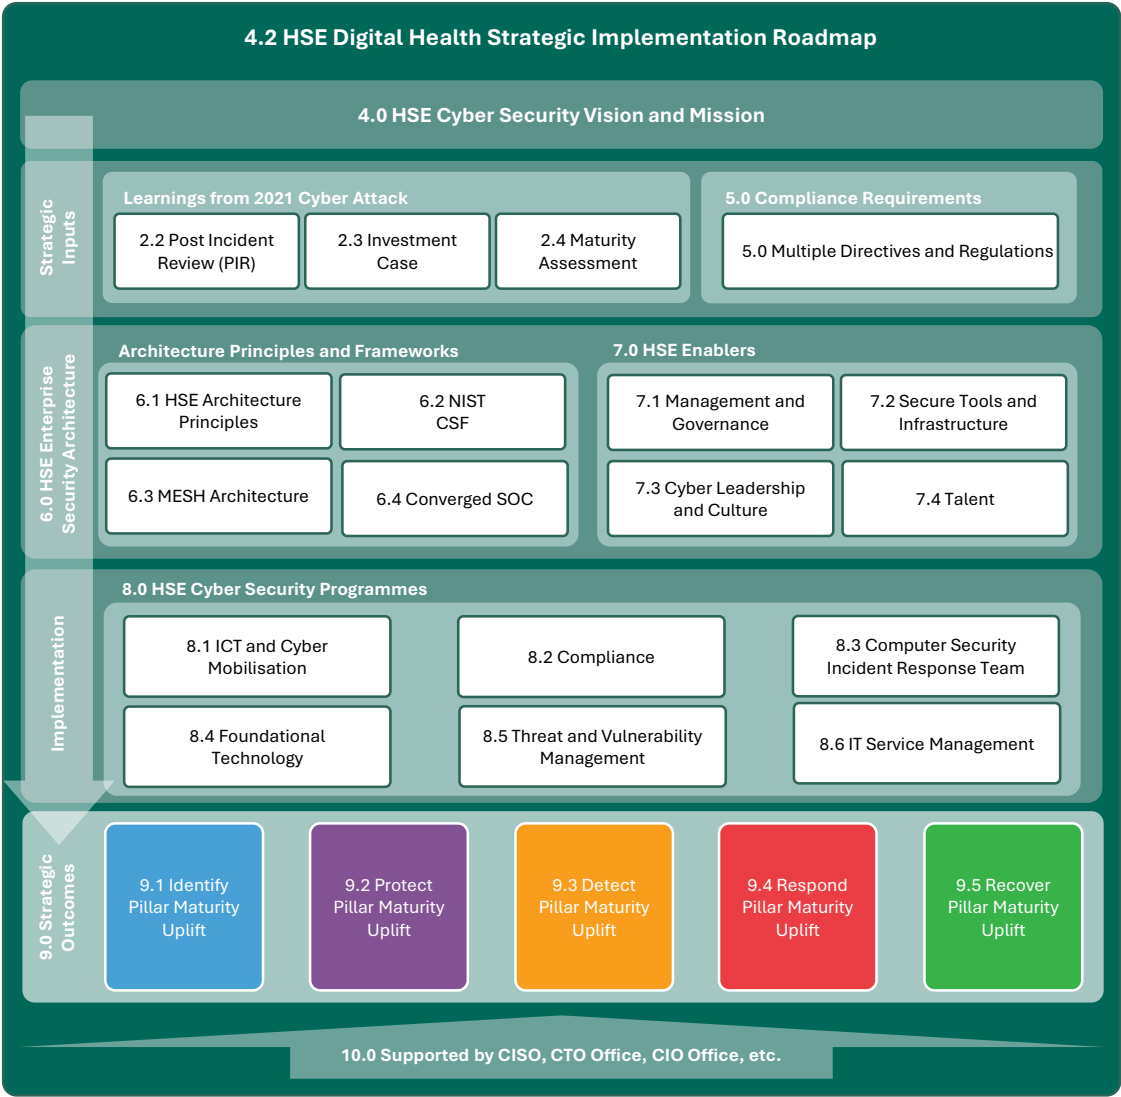 4.2 HSE Digital Health Strategic Implementation Roadmap
4.0 HSE Cyber Security Vision and Mission
Strategic
Inputs
Learnings from 2021 Cyber Attack
2.2 Post Incident
Review (PIR)
2.3 Investment
Case
2.4 Maturity
Assessment
5.0 Compliance Requirements
5.0 Multiple Directives and Regulations
6.0 HSE Enterprise
Security Architecture
Architecture Principles and Frameworks
6.1 HSE Architecture
Principles
6.2 NIST
CSF
6.3 MESH Architecture
6.4 Converged SOC
7.0 HSE Enablers
7.1 Management and
Governance
7.2 Secure Tools and
Infrastructure
7.3 Cyber Leadership
and Culture
7.4 Talent
Implementation
8.0 HSE Cyber Security Programmes
8.1 ICT and Cyber
Mobilisation
8.2 Compliance
8.3 Computer Security
Incident Response Team
8.4 Foundational
Technology
8.5 Threat and Vulnerability
Management
8.6 IT Service Management
9.0 Strategic
Outcomes
9.1 Identify
Pillar Maturity
Uplift
9.2 Protect
Pillar Maturity
Uplift
9.3 Detect
Pillar Maturity
Uplift
9.4 Respond
Pillar Maturity
Uplift
9.5 Recover
Pillar Maturity
Uplift
10.0 Supported by CISO, CTO Office, CIO Office, etc.